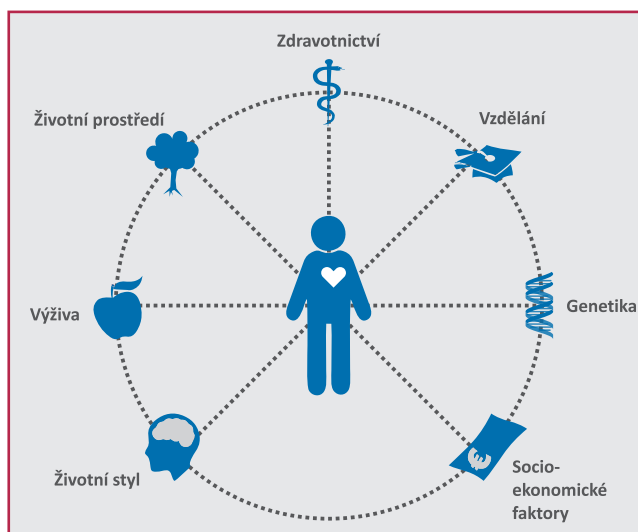 Zdravotnictví
Životní prostředí
Vzdělání
Výživa
Genetika
Životní styl
Socio-
ekonomické
faktory
€